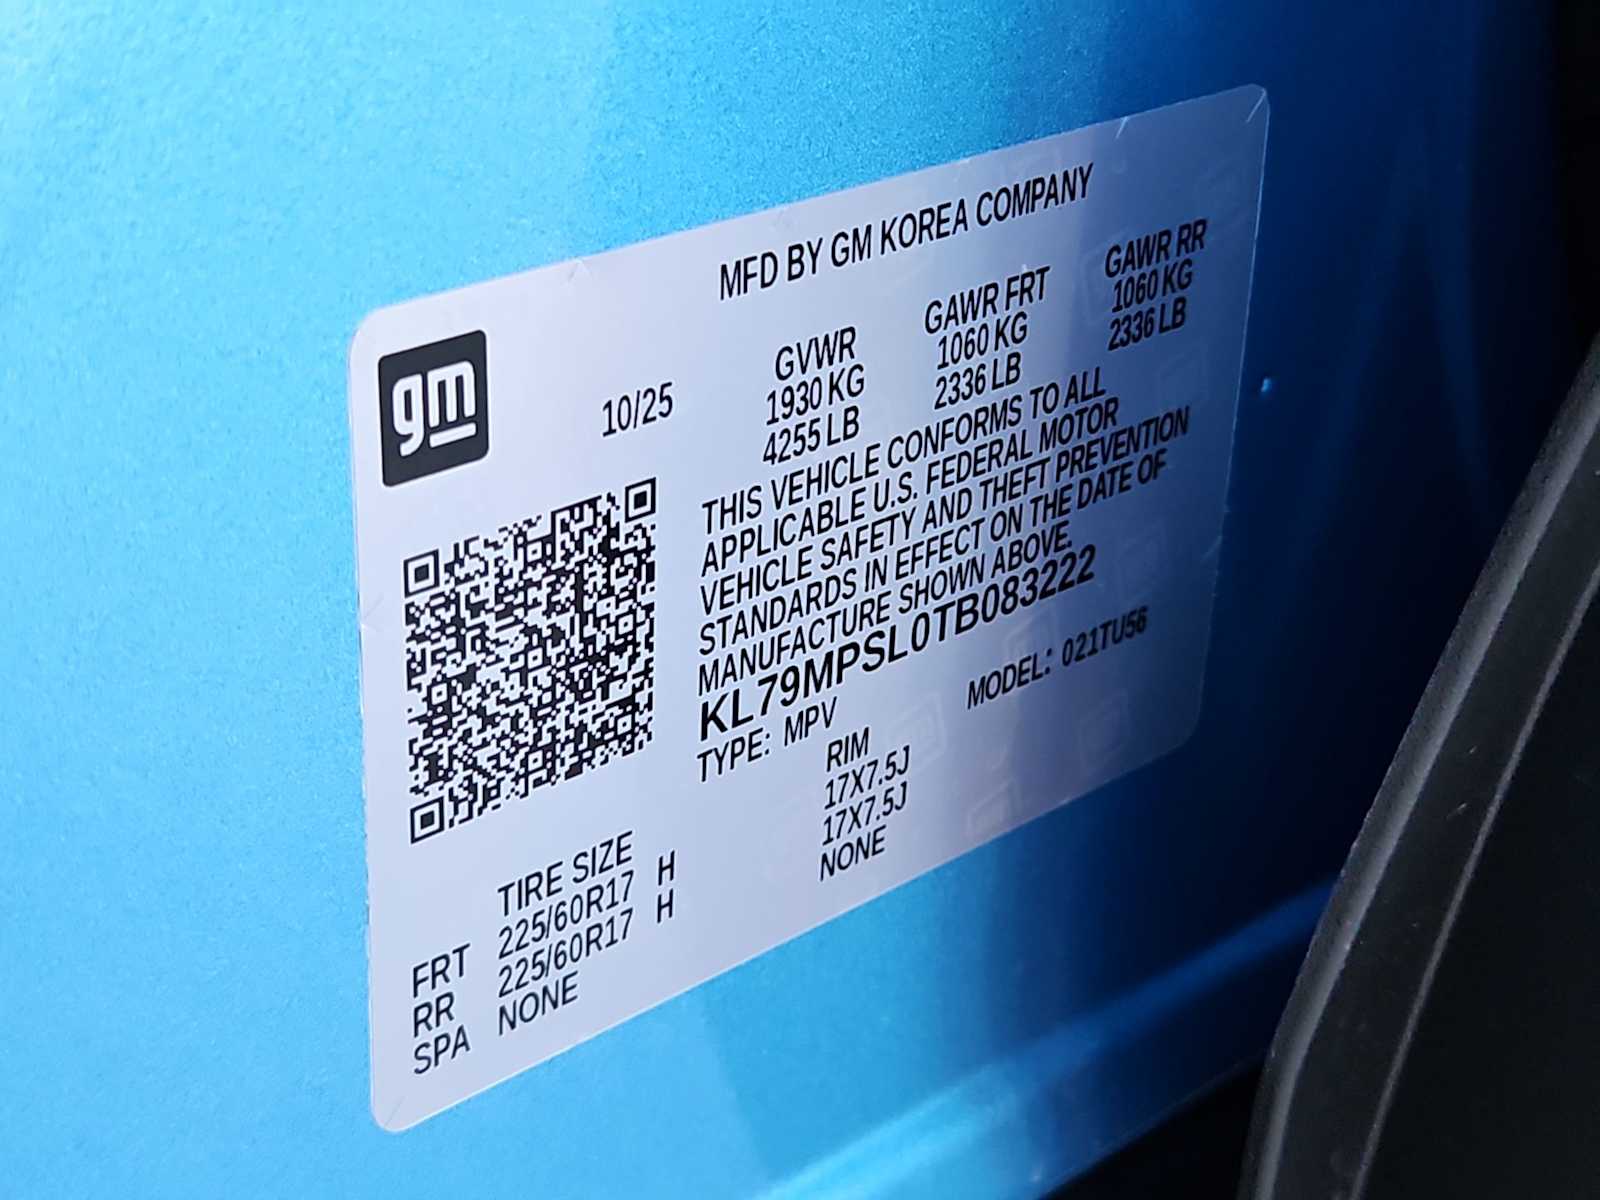 MFD BY GM KOREA COMPANY
gm
10/25
GVWR GAWR FRT GAWR RR
1930 KG 1060 KG 1060 KG
4255 LB 2336 LB 2336 LB
THIS VEHICLE CONFORMS TO ALL
APPLICABLE U.S. FEDERAL MOTOR
VEHICLE SAFETY AND THEFT PREVENTION
STANDARDS IN EFFECT ON THE DATE OF
MANUFACTURE SHOWN ABOVE.
KL79MPSL0TB083222
TYPE: MPV MODEL: 021TU56
TIRE SIZE RIM
FRT 225/60R17 H 17X7.5J
RR 225/60R17 H 17X7.5J
SPA NONE NONE